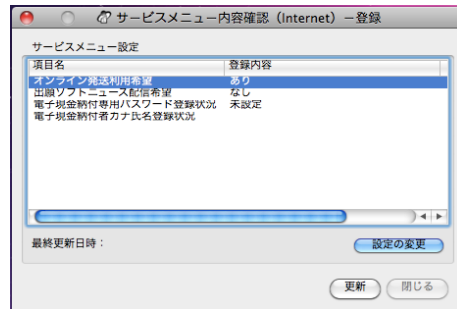 サービスメニュー内容確認（Internet）－登録
サービスメニュー設定
項目名 登録内容
オンライン発送利用希望 あり
出願ソフトニュース配信希望 なし
電子現金納付専用パスワード登録状況 未設定
電子現金納付者カナ氏名登録状況
最終更新日時：
設定の変更
更新 閉じる